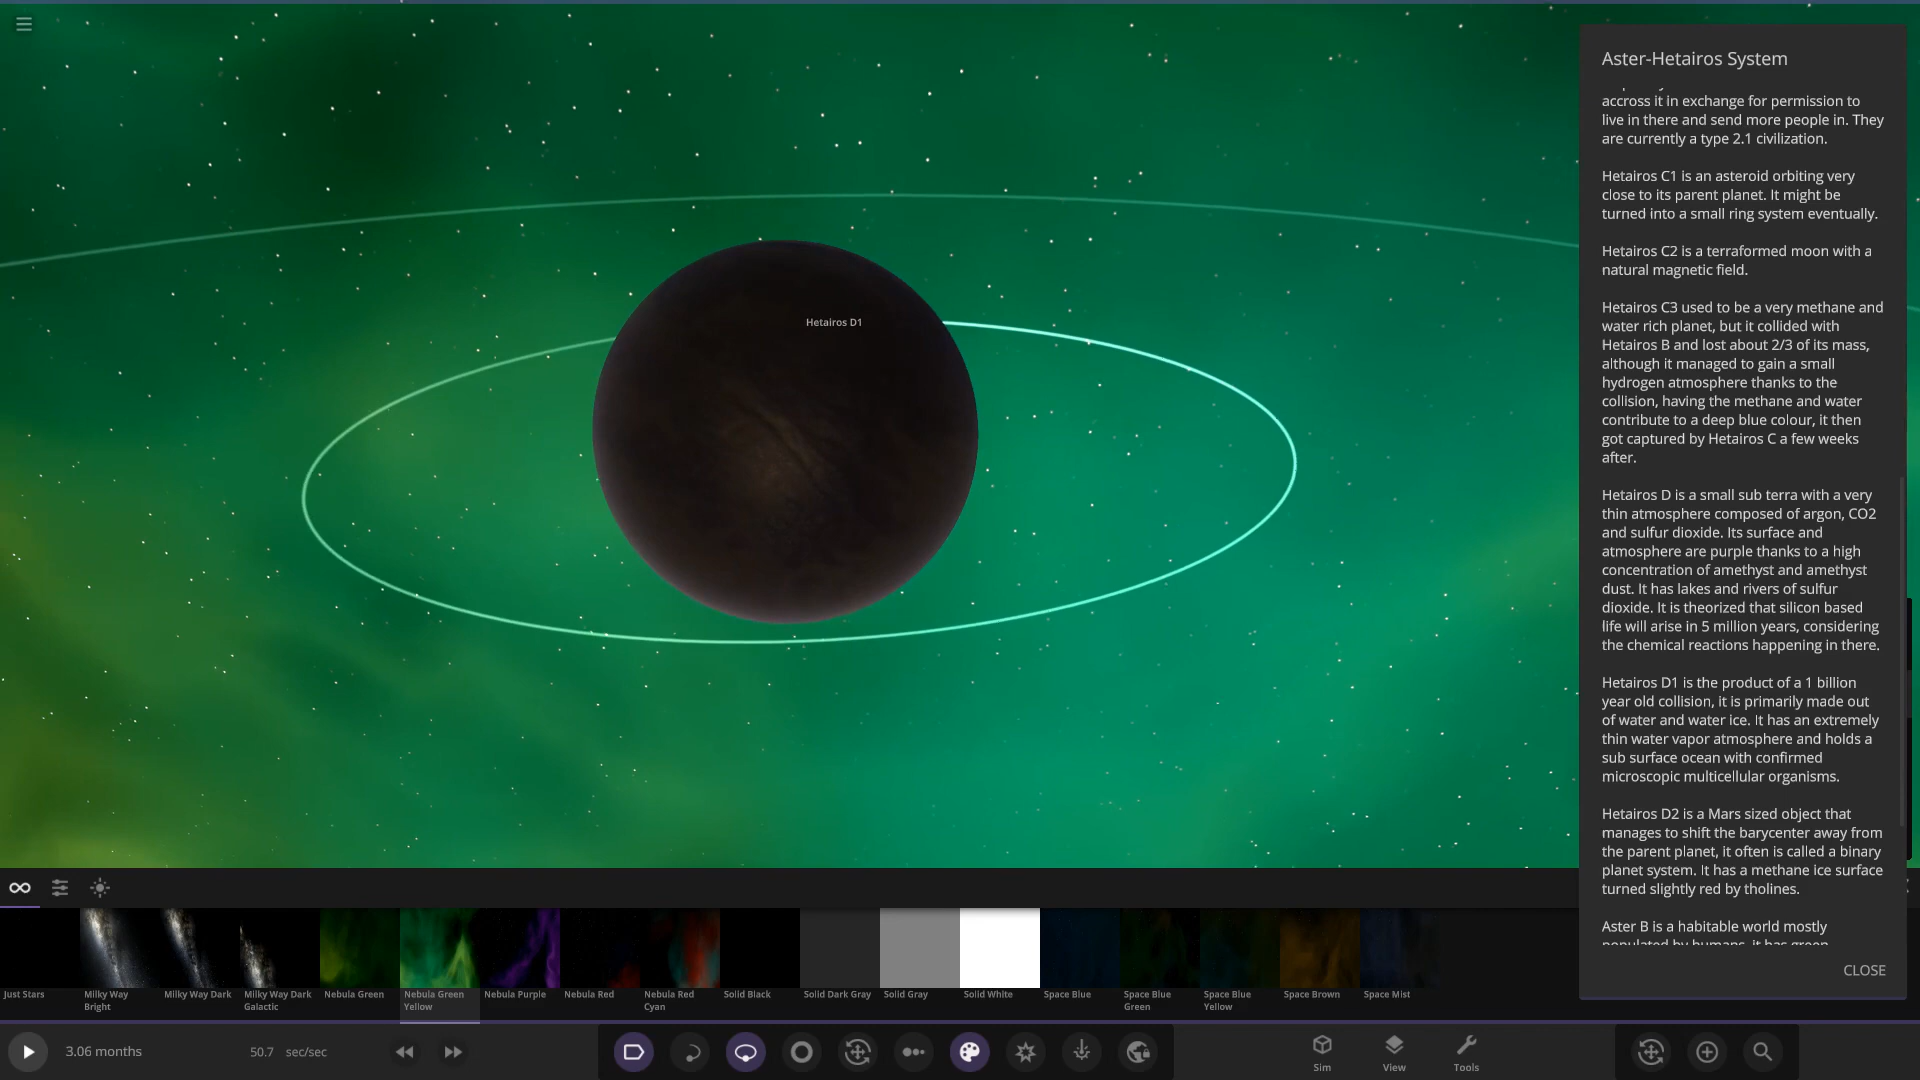 Aster-Hetairos System
accross it in exchange for permission to
live in there and send more people in. They
are currently a type 2.1 civilization.
Hetairos C1 is an asteroid orbiting very
close to its parent planet. It might be
turned into a small ring system eventually.
Hetairos C2 is a terraformed moon with a
natural magnetic field.
Hetairos C3 used to be a very methane and
water rich planet, but it collided with
Hetairos B and lost about 2/3 of its mass,
although it managed to gain a small
hydrogen atmosphere thanks to the
collision, having the methane and water
contribute to a deep blue colour, it then
got captured by Hetairos C a few weeks
after.
Hetairos D is a small sub terra with a very
thin atmosphere composed of argon, CO2
and sulfur dioxide. Its surface and
atmosphere are purple thanks to a high
concentration of amethyst and amethyst
dust. It has lakes and rivers of sulfur
dioxide. It is theorized that silicon based
life will arise in 5 million years, considering
the chemical reactions happening in there.
Hetairos D1 is the product of a 1 billion
year old collision, it is primarily made out
of water and water ice. It has an extremely
thin water vapor atmosphere and holds a
sub surface ocean with confirmed
microscopic multicellular organisms.
Hetairos D2 is a Mars sized object that
manages to shift the barycenter away from
the parent planet, it often is called a binary
planet system. It has a methane ice surface
turned slightly red by tholines.
Aster B is a habitable world mostly
populated by humans, it has green
CLOSE
Hetairos D1
Just Stars
Milky Way
Bright
Milky Way Dark
Milky Way Dark
Galactic
Nebula Green
Nebula Green
Yellow
Nebula Purple
Nebula Red
Nebula Red
Cyan
Solid Black
Solid Dark Gray
Solid Gray
Solid White
Space Blue
Space Blue
Green
Space Blue
Yellow
Space Brown
Space Mist
3.06 months
50.7 sec/sec
Sim
View
Tools